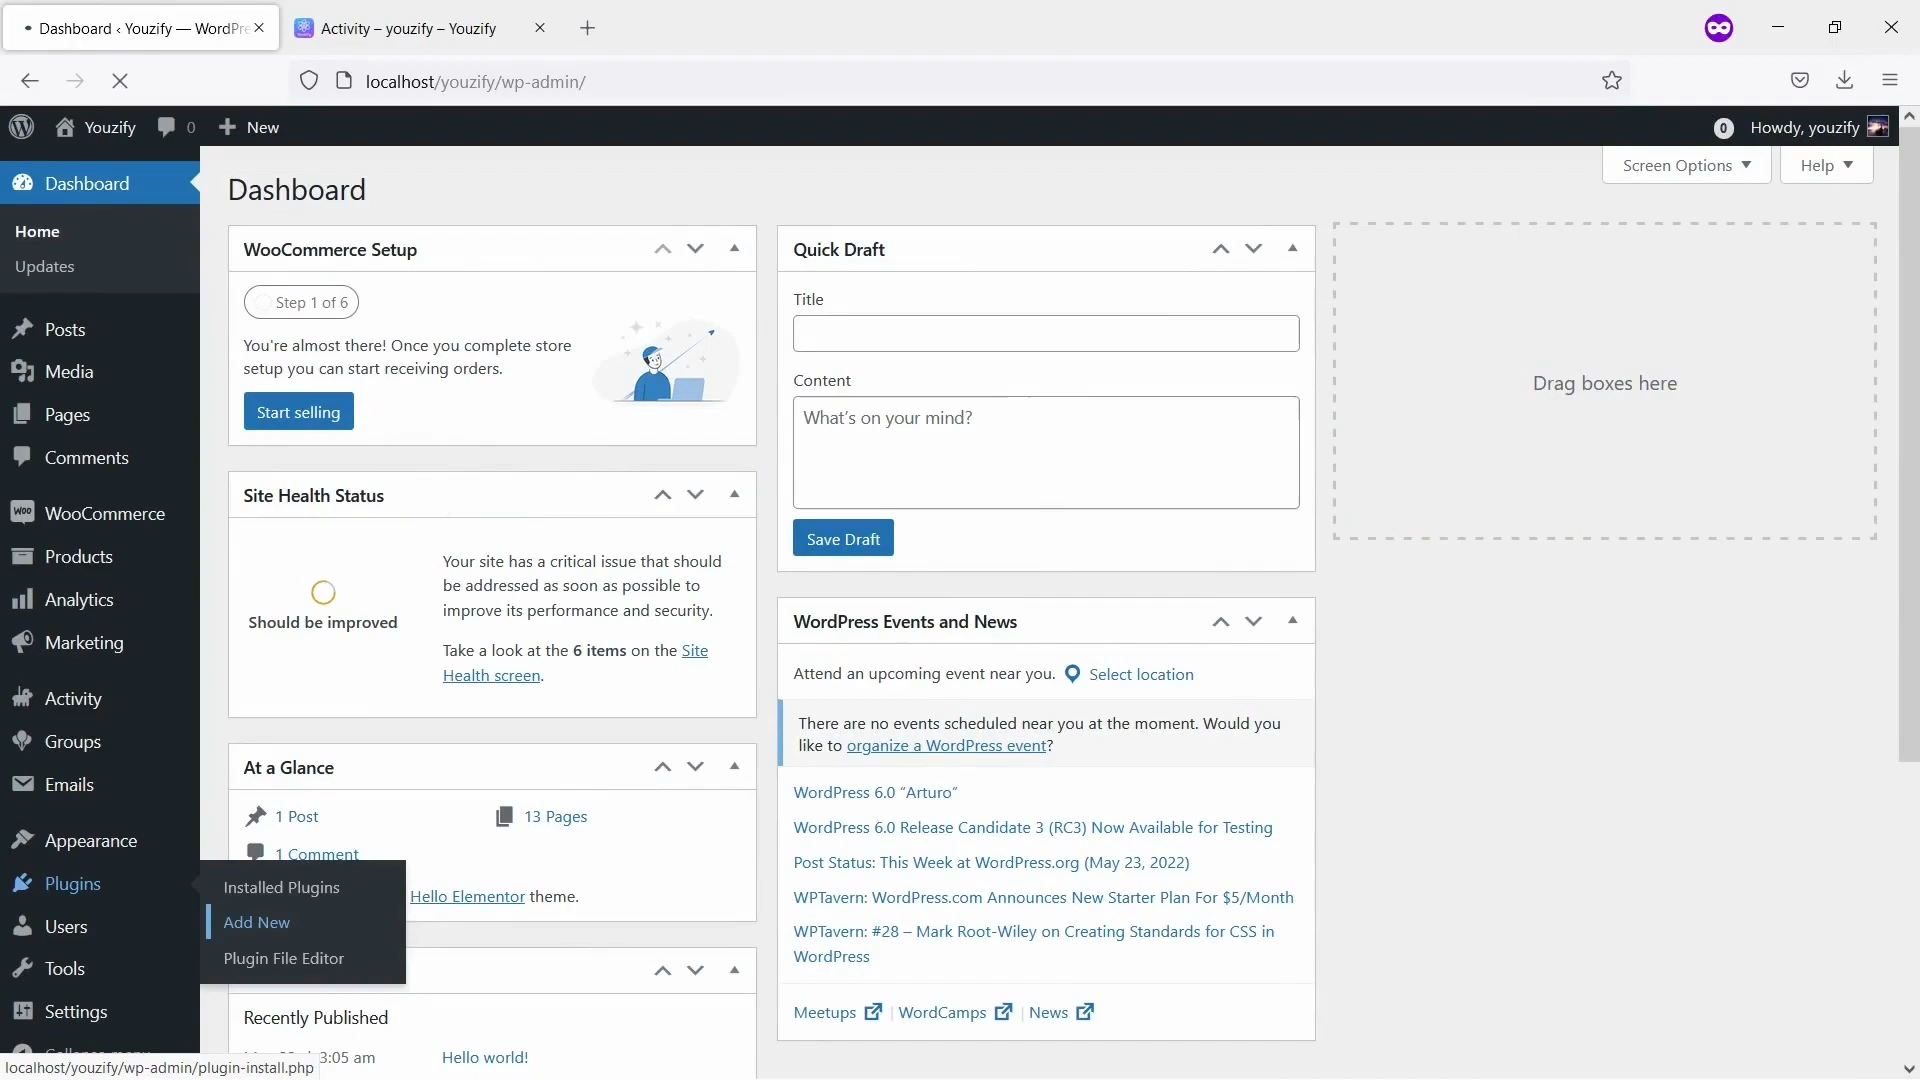 Dashboard ‹ Youzify — WordPre
Activity – youzify – Youzify
localhost/youzify/wp-admin/
Youzify
0
New
0
Howdy, youzify
Screen Options
Help
Dashboard
Home
Updates
Posts
Media
Pages
Comments
WooCommerce
Products
Analytics
Marketing
Activity
Groups
Emails
Appearance
Plugins
Users
Tools
Settings
Collapse menu
Installed Plugins
Add New
Plugin File Editor
Dashboard
WooCommerce Setup
Step 1 of 6
You're almost there! Once you complete store
setup you can start receiving orders.
Start selling
Site Health Status
Should be improved
Your site has a critical issue that should
be addressed as soon as possible to
improve its performance and security.
Take a look at the 6 items on the Site
Health screen.
At a Glance
1 Post
13 Pages
1 Comment
Hello Elementor theme.
Recently Published
3:05 am
Hello world!
Quick Draft
Title
Content
What's on your mind?
Save Draft
WordPress Events and News
Attend an upcoming event near you.
Select location
There are no events scheduled near you at the moment. Would you
like to organize a WordPress event?
WordPress 6.0 “Arturo”
WordPress 6.0 Release Candidate 3 (RC3) Now Available for Testing
Post Status: This Week at WordPress.org (May 23, 2022)
WPTavern: WordPress.com Announces New Starter Plan For $5/Month
WPTavern: #28 – Mark Root-Wiley on Creating Standards for CSS in
WordPress
Meetups | WordCamps | News
Drag boxes here
localhost/youzify/wp-admin/plugin-install.php